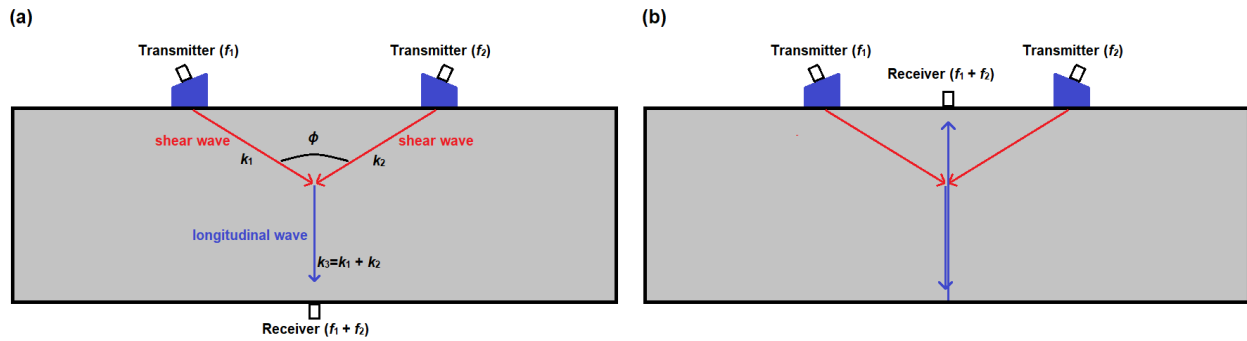 (a)
Transmitter (f1)
Transmitter (f2)
shear wave
ϕ
shear wave
k1
k2
longitudinal wave
k3=k1 + k2
Receiver (f1 + f2)
(b)
Transmitter (f1)
Transmitter (f2)
Receiver (f1 + f2)